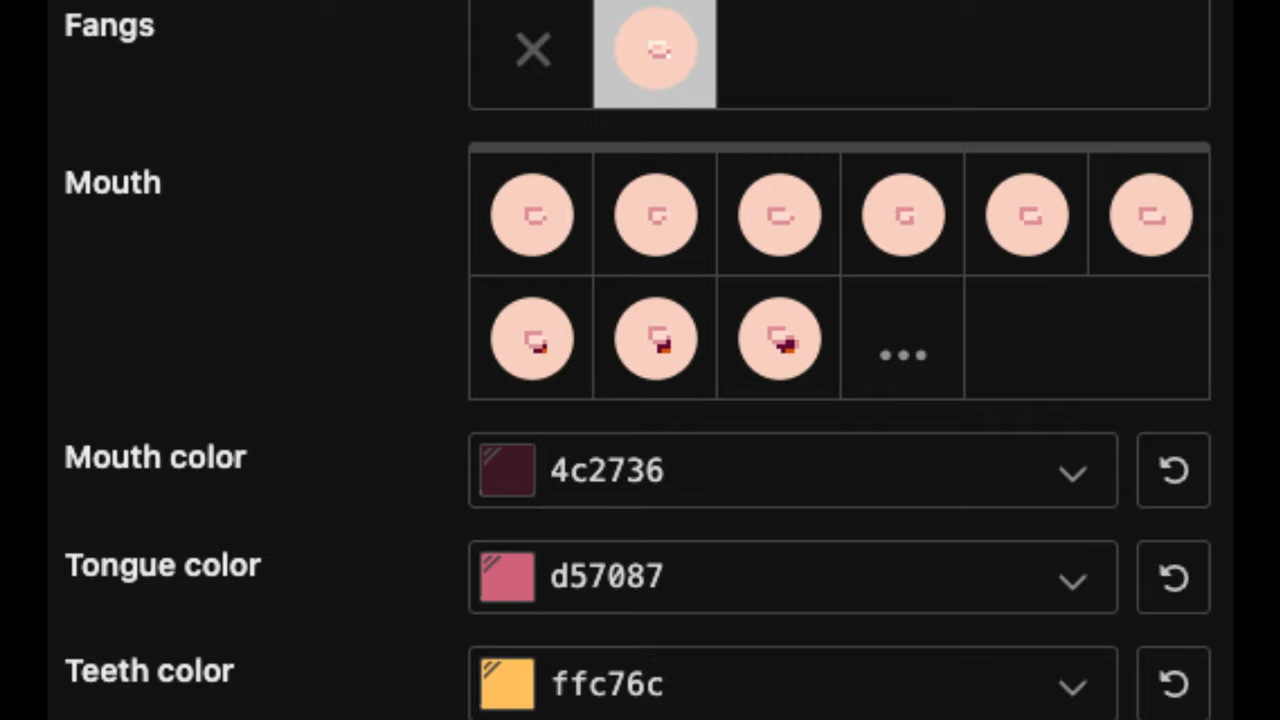 Fangs
Mouth
Mouth color
4c2736
Tongue color
d57087
Teeth color
ffc76c